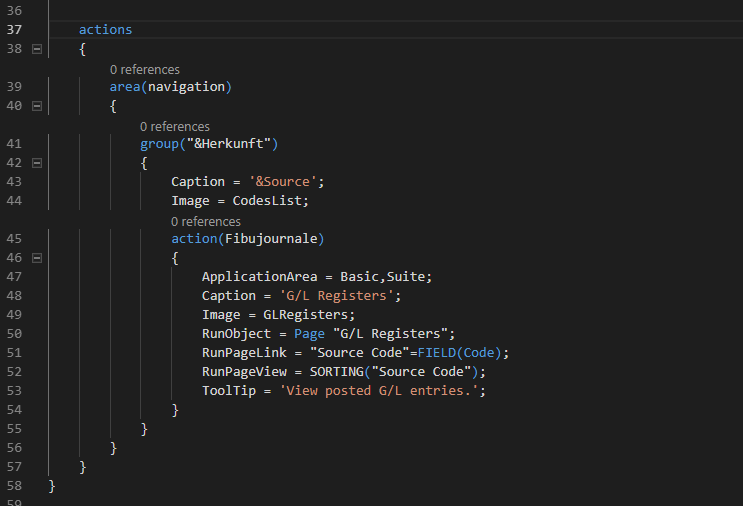 36
37 actions
38 {
0 references
39 area(navigation)
40 {
0 references
41 group("&Herkunft")
42 {
43 Caption = '&Source';
44 Image = CodesList;
0 references
45 action(Fibujournale)
46 {
47 ApplicationArea = Basic,Suite;
48 Caption = 'G/L Registers';
49 Image = GLRegisters;
50 RunObject = Page "G/L Registers";
51 RunPageLink = "Source Code"=FIELD(Code);
52 RunPageView = SORTING("Source Code");
53 ToolTip = 'View posted G/L entries.';
54 }
55 }
56 }
57 }
58 }
59